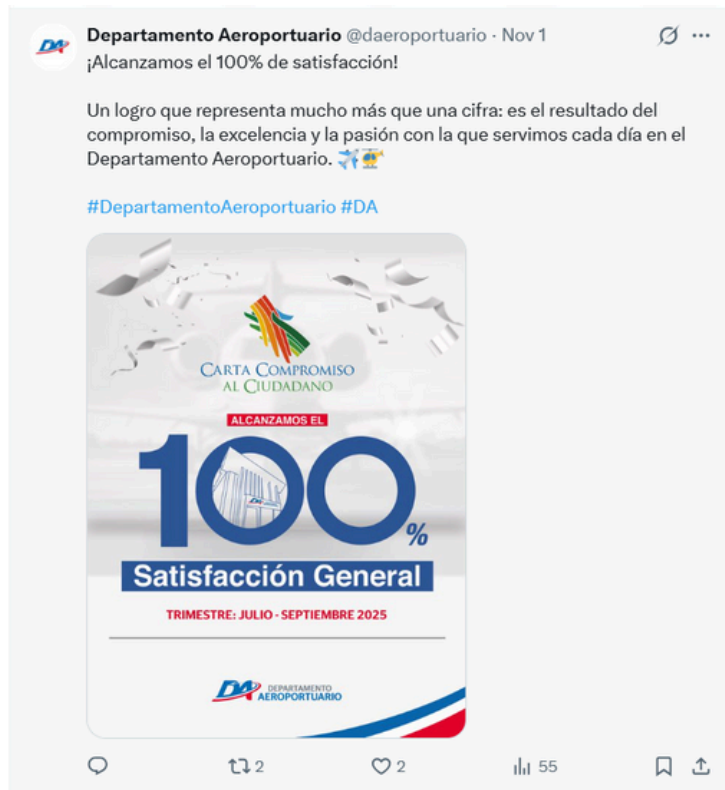 Departamento Aeroportuario @daeroportuario · Nov 1
¡Alcanzamos el 100% de satisfacción!
Un logro que representa mucho más que una cifra: es el resultado del
compromiso, la excelencia y la pasión con la que servimos cada día en el
Departamento Aeroportuario. ✈️🚁
#DepartamentoAeroportuario #DA
CARTA COMPROMISO
AL CIUDADANO
ALCANZAMOS EL
100%
Satisfacción General
TRIMESTRE: JULIO - SEPTIEMBRE 2025
DA DEPARTAMENTO
AEROPORTUARIO
2
2
55